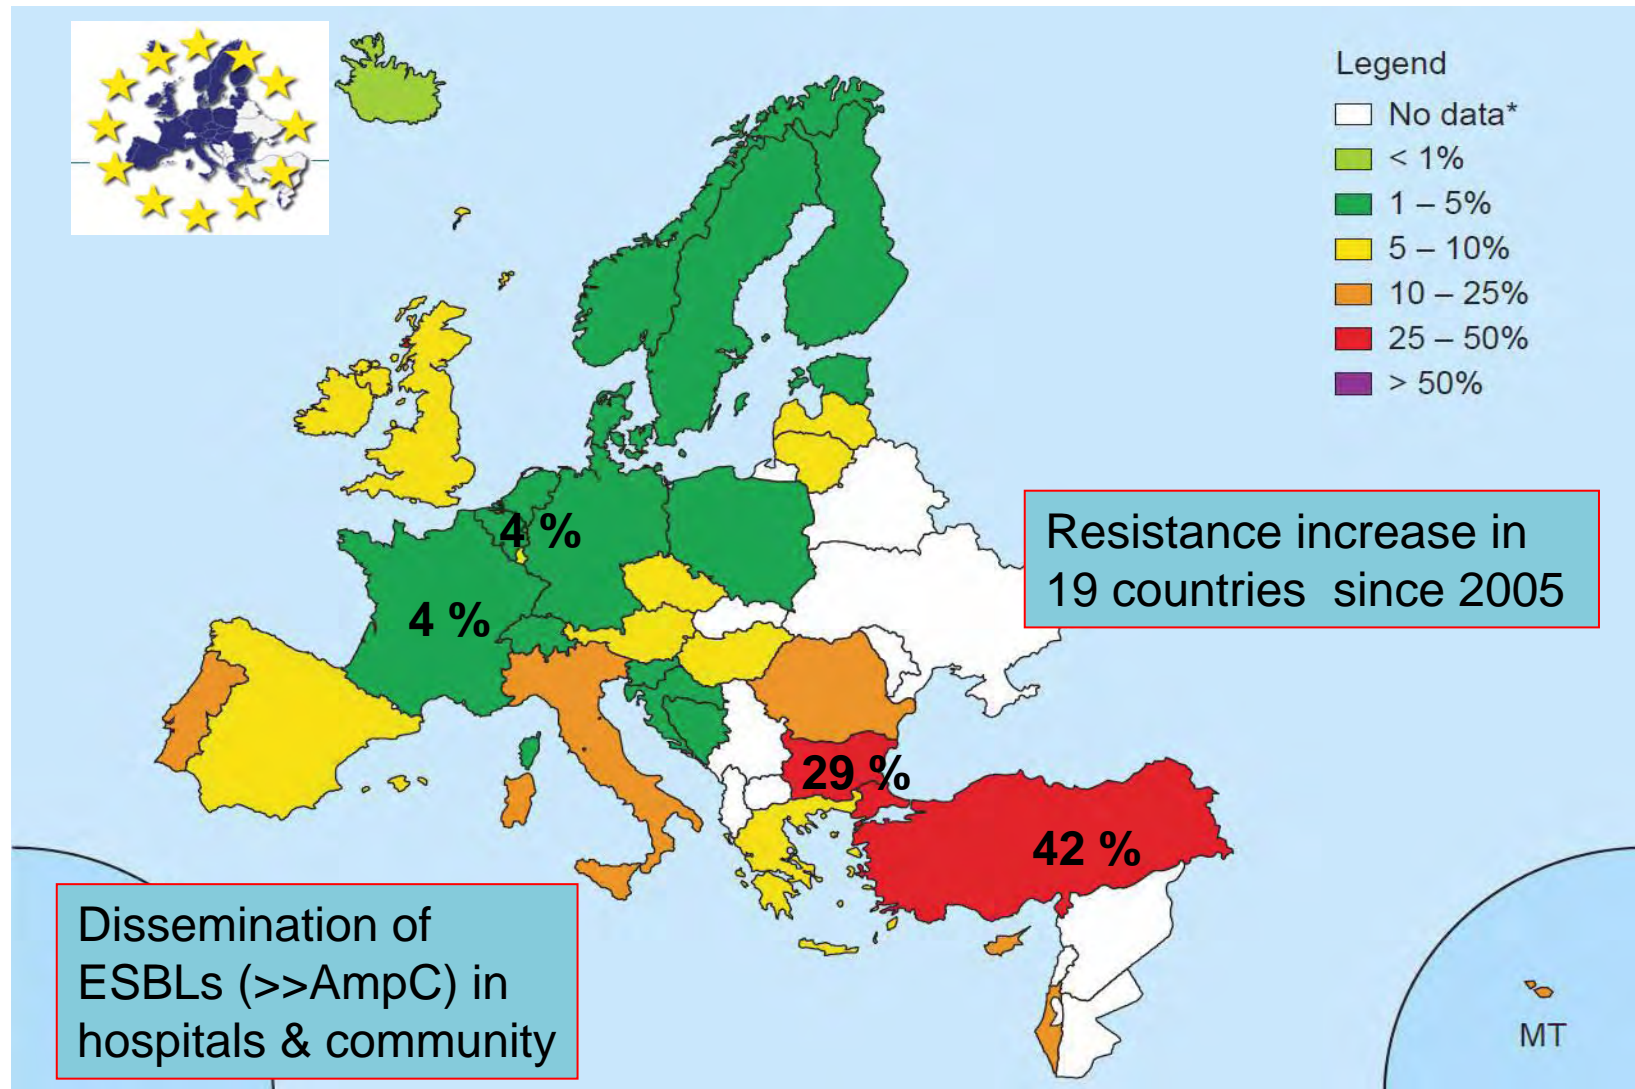 Legend
No data*
< 1%
1 – 5%
5 – 10%
10 – 25%
25 – 50%
> 50%
4 %
Resistance increase in
19 countries since 2005
4 %
29 %
42 %
Dissemination of
ESBLs (>>AmpC) in
hospitals & community
MT